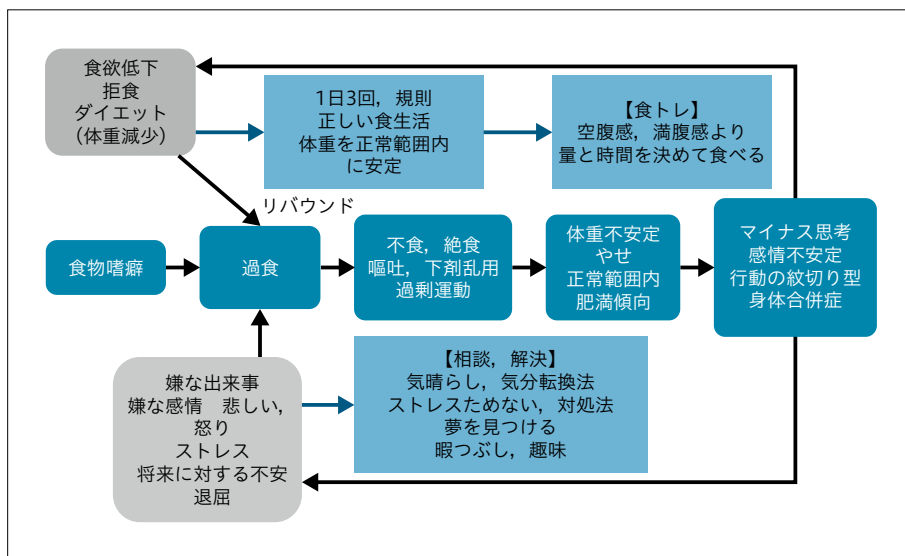 食欲低下
拒食
ダイエット
（体重減少）
1日3回，規則
正しい食生活
体重を正常範囲内
に安定
【食トレ】
空腹感，満腹感より
量と時間を決めて食べる
リバウンド
食物嗜癖
過食
不食，絶食
嘔吐，下剤乱用
過剰運動
体重不安定
やせ
正常範囲内
肥満傾向
マイナス思考
感情不安定
行動の紋切り型
身体合併症
嫌な出来事
嫌な感情　悲しい，
怒り
ストレス
将来に対する不安
退屈
【相談，解決】
気晴らし，気分転換法
ストレスためない，対処法
夢を見つける
暇つぶし，趣味